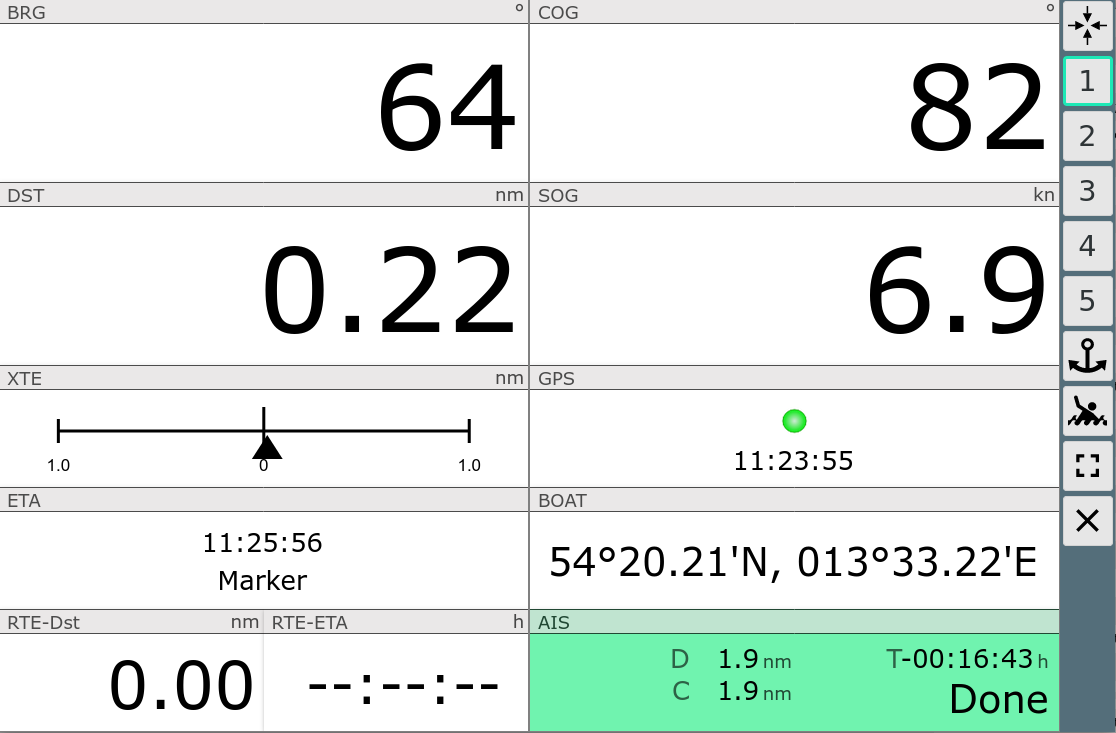 BRG °
64
COG °
82
DST nm
0.22
SOG kn
6.9
XTE nm
1.0 0 1.0
GPS
11:23:55
ETA
11:25:56
Marker
BOAT
54°20.21'N, 013°33.22'E
RTE-Dst nm
0.00
RTE-ETA h
--:--:--
AIS
D 1.9 nm
C 1.9 nm
T-00:16:43 h
Done
1
2
3
4
5